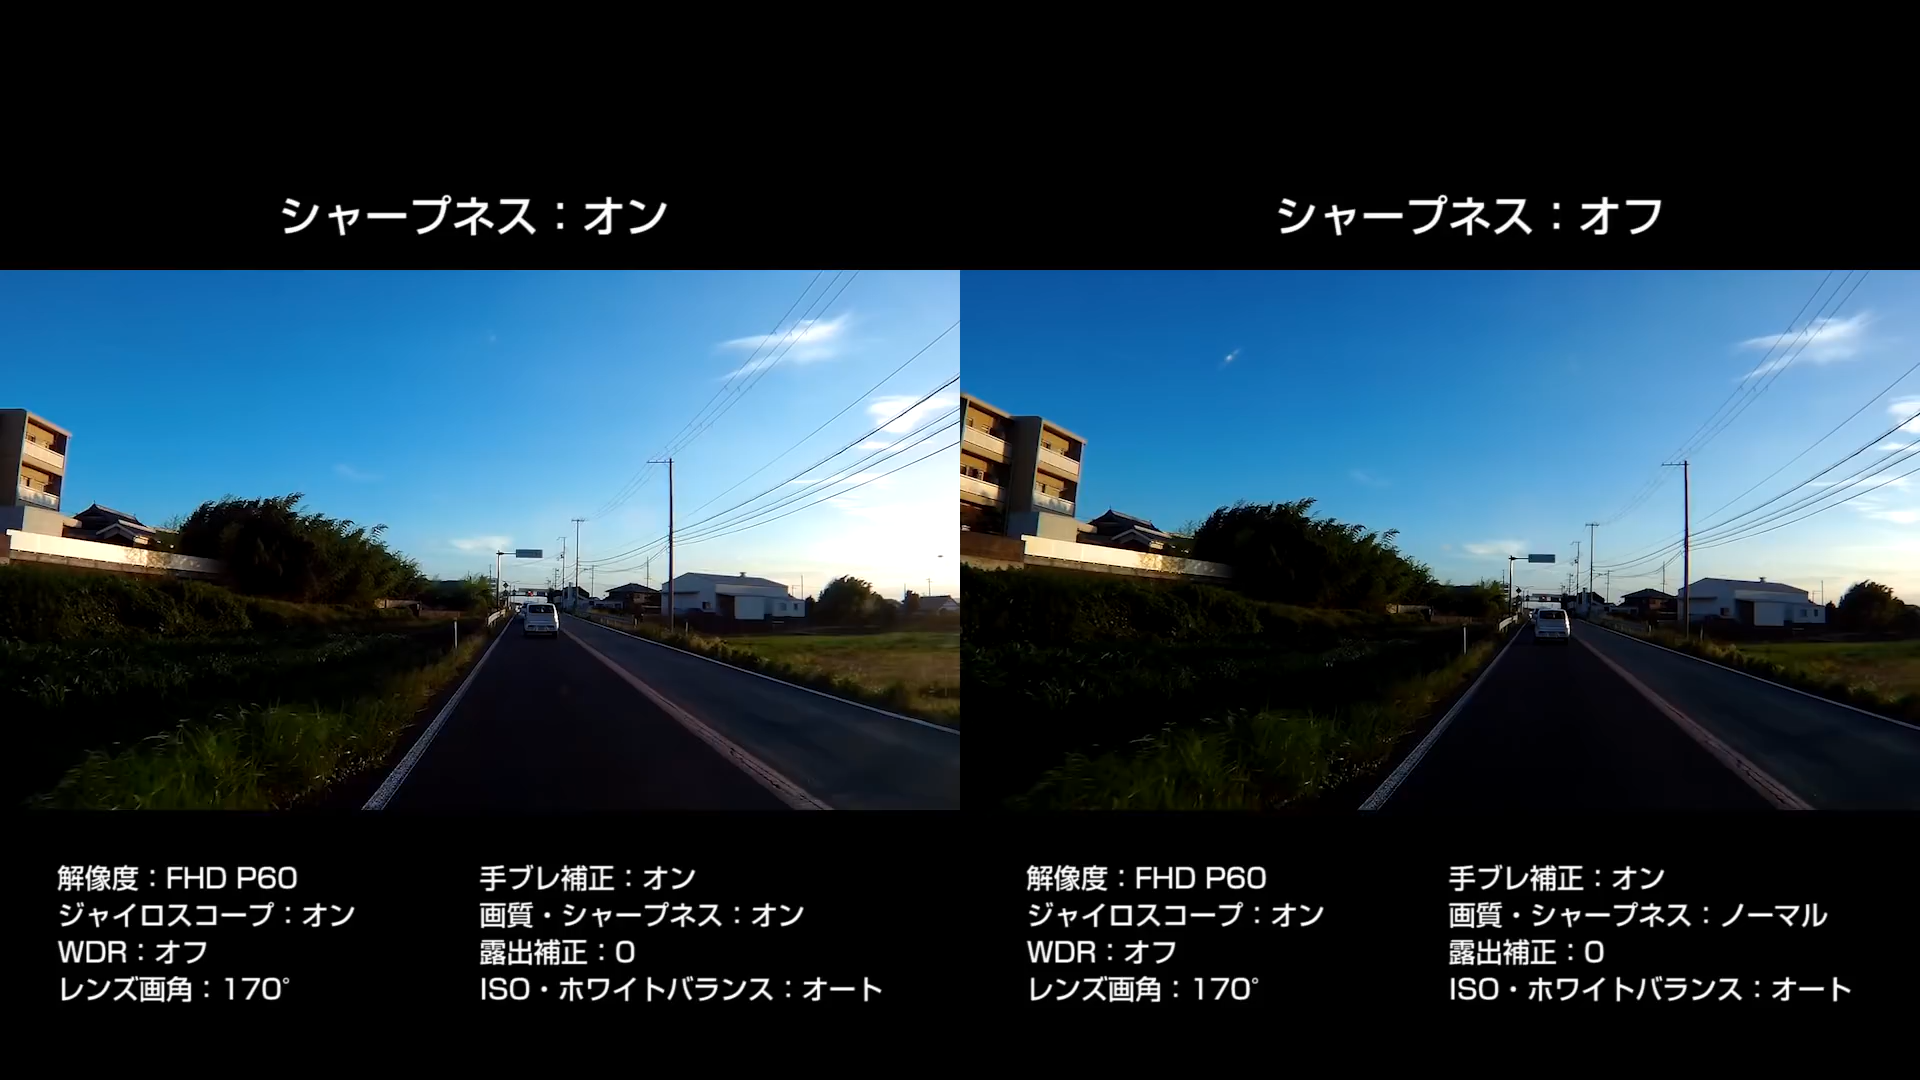 シャープネス：オン
シャープネス：オフ
解像度：FHD P60
ジャイロスコープ：オン
WDR：オフ
レンズ画角：170°
手ブレ補正：オン
画質・シャープネス：オン
露出補正：0
ISO・ホワイトバランス：オート
解像度：FHD P60
ジャイロスコープ：オン
WDR：オフ
レンズ画角：170°
手ブレ補正：オン
画質・シャープネス：ノーマル
露出補正：0
ISO・ホワイトバランス：オート